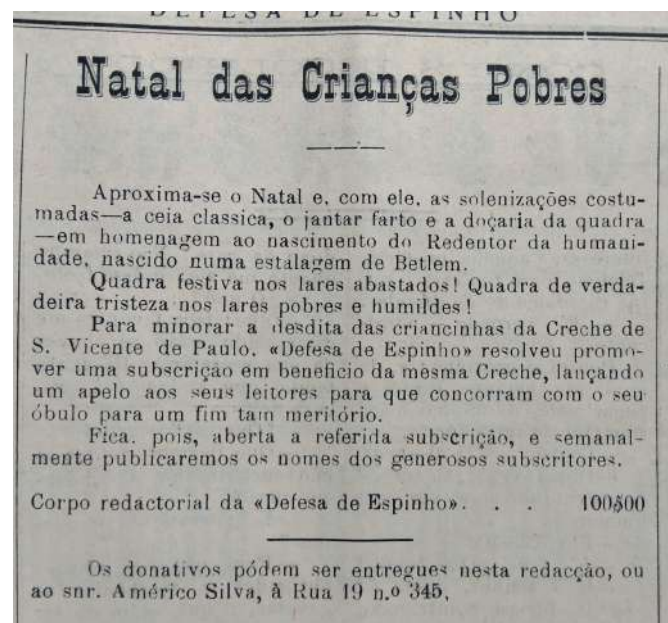 DEFESA DE ESPINHO
Natal das Crianças Pobres
Aproxima-se o Natal e, com ele, as solenizações costu-
madas—a ceia classica, o jantar farto e a doçaria da quadra
—em homenagem ao nascimento do Redentor da humani-
dade, nascido numa estalagem de Betlem.
Quadra festiva nos lares abastados! Quadra de verda-
deira tristeza nos lares pobres e humildes!
Para minorar a desdita das criancinhas da Creche de
S. Vicente de Paulo, «Defesa de Espinho» resolveu promo-
ver uma subscrição em beneficio da mesma Creche, lançando
um apelo aos seus leitores para que concorram com o seu
óbulo para um fim tam meritório.
Fica, pois, aberta a referida subscrição, e semanal-
mente publicaremos os nomes dos generosos subscritores.
Corpo redactorial da «Defesa de Espinho». . . 100$00
Os donativos pódem ser entregues nesta redacção, ou
ao snr. Américo Silva, à Rua 19 n.º 345,